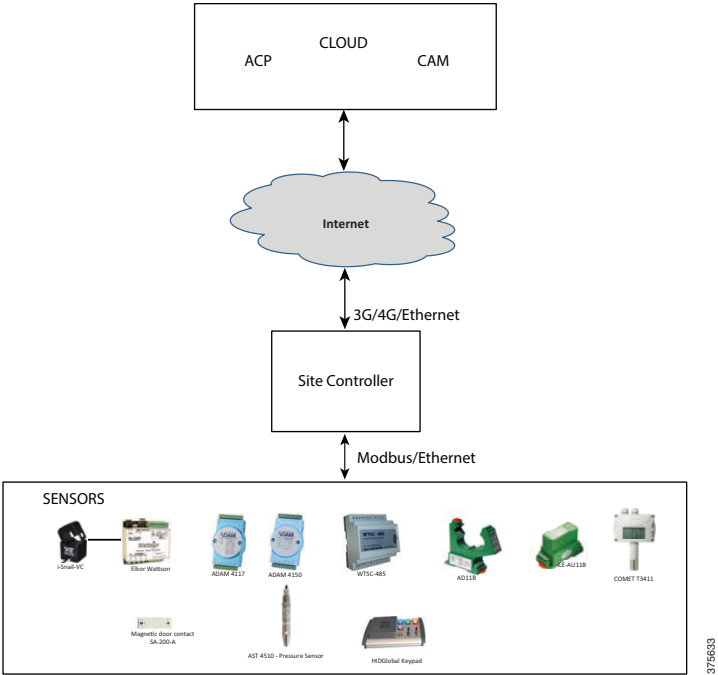 CLOUD
ACP
CAM
Internet
3G/4G/Ethernet
Site Controller
Modbus/Ethernet
SENSORS
i-Snail-VC
Elkor Wattson
ADAM 4117
ADAM 4150
WTSC-485
AD11B
CE-AU11B
COMET T3411
Magnetic door contact
SA-200-A
AST 4510 - Pressure Sensor
HIDGlobal Keypad
375633